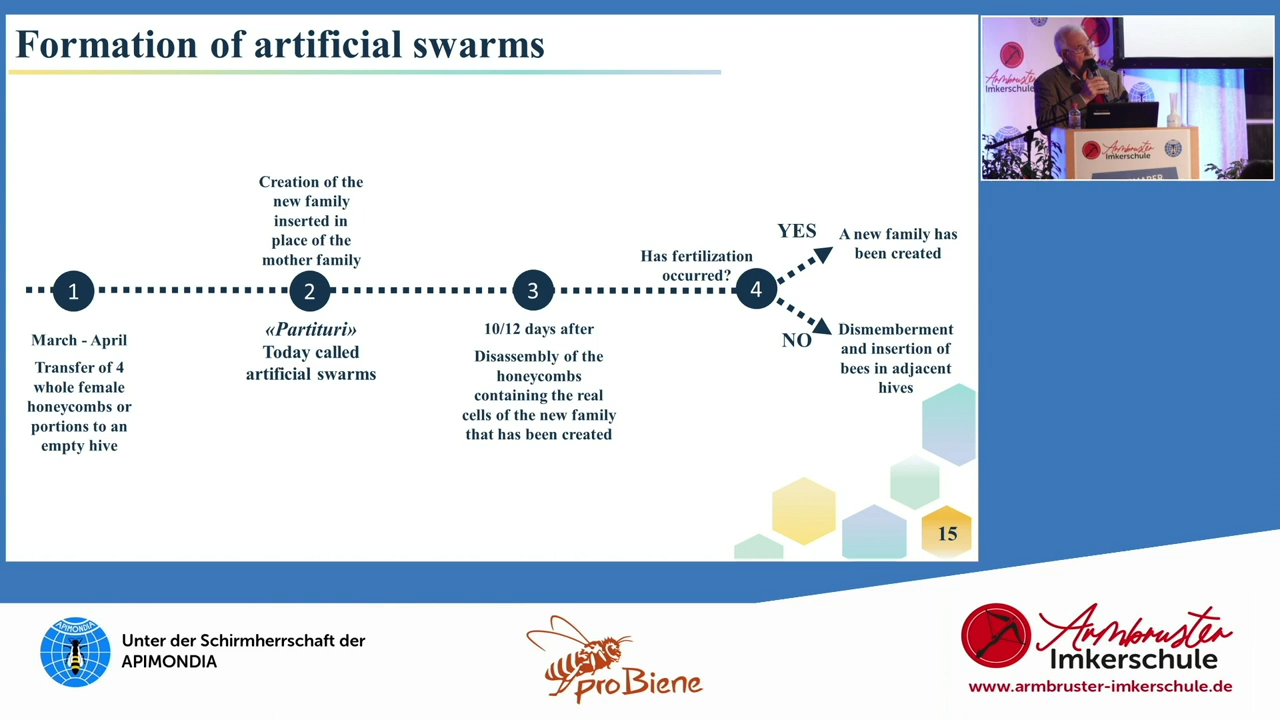 Formation of artificial swarms
Creation of the
new family
inserted in
place of the
mother family
1
2
3
4
March - April
Transfer of 4
whole female
honeycombs or
portions to an
empty hive
«Partituri»
Today called
artificial swarms
10/12 days after
Disassembly of the
honeycombs
containing the real
cells of the new family
that has been created
Has fertilization
occurred?
YES
A new family has
been created
NO
Dismemberment
and insertion of
bees in adjacent
hives
15
Armbruster
Imkerschule
Armbruster
Imkerschule
APIMONDIA
Unter der Schirmherrschaft der
APIMONDIA
proBiene
Armbruster
Imkerschule
www.armbruster-imkerschule.de